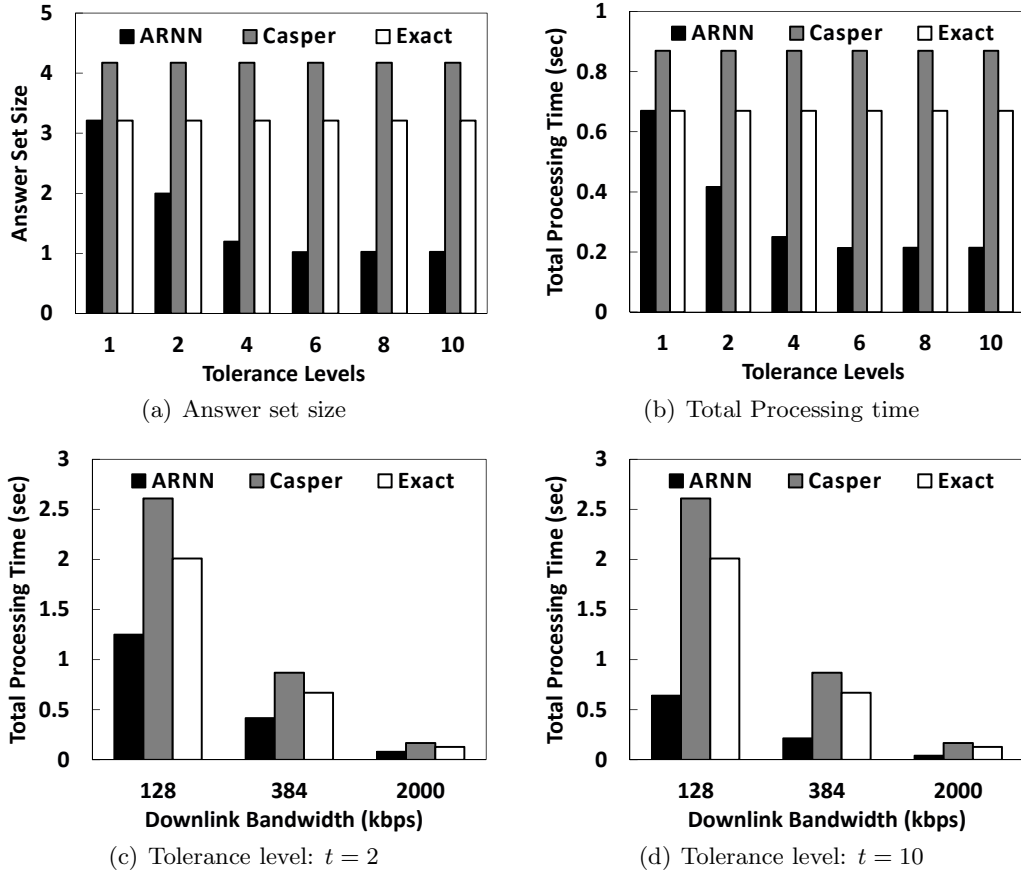 5
4
3
2
1
0
Answer Set Size
ARNN Casper Exact
1 2 4 6 8 10
Tolerance Levels
(a) Answer set size
1
0.8
0.6
0.4
0.2
0
Total Processing Time (sec)
ARNN Casper Exact
1 2 4 6 8 10
Tolerance Levels
(b) Total Processing time
3
2.5
2
1.5
1
0.5
0
Total Processing Time (sec)
ARNN Casper Exact
128 384 2000
Downlink Bandwidth (kbps)
(c) Tolerance level: t = 2
3
2.5
2
1.5
1
0.5
0
Total Processing Time (sec)
ARNN Casper Exact
128 384 2000
Downlink Bandwidth (kbps)
(d) Tolerance level: t = 10